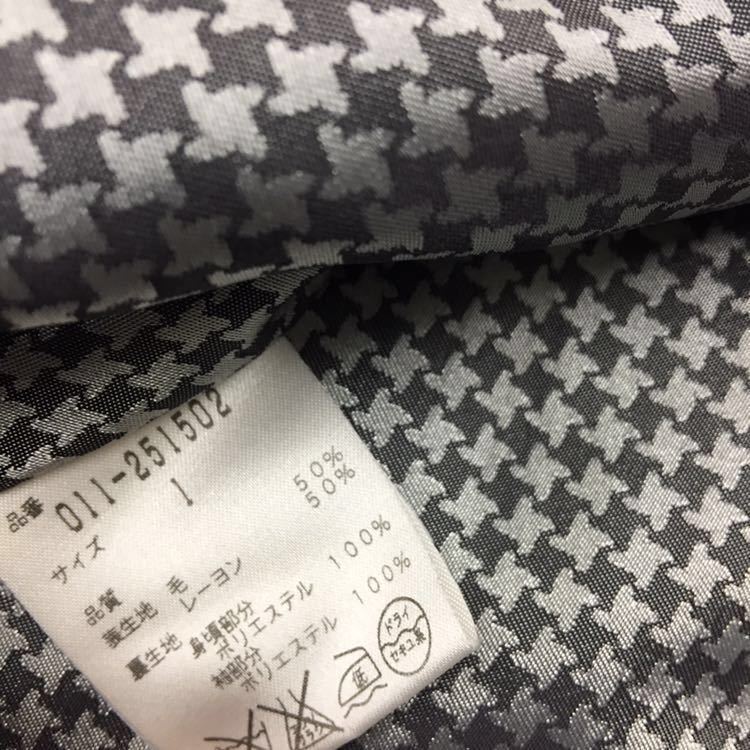 品番 011-251502
サイズ 1
品質 毛 50%
表生地 レーヨン 50%
裏生地 身頃部分
ポリエステル 100%
袖部分
ポリエステル 100%
ドライ
セキユ系
低